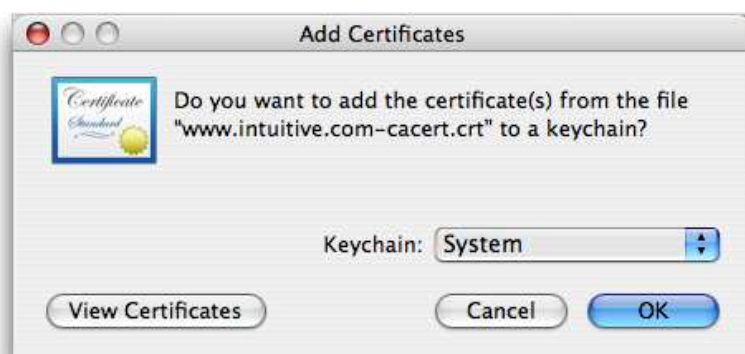 Add Certificates
Certificate
Standard
Do you want to add the certificate(s) from the file
"www.intuitive.com-cacert.crt" to a keychain?
Keychain: System
View Certificates Cancel OK